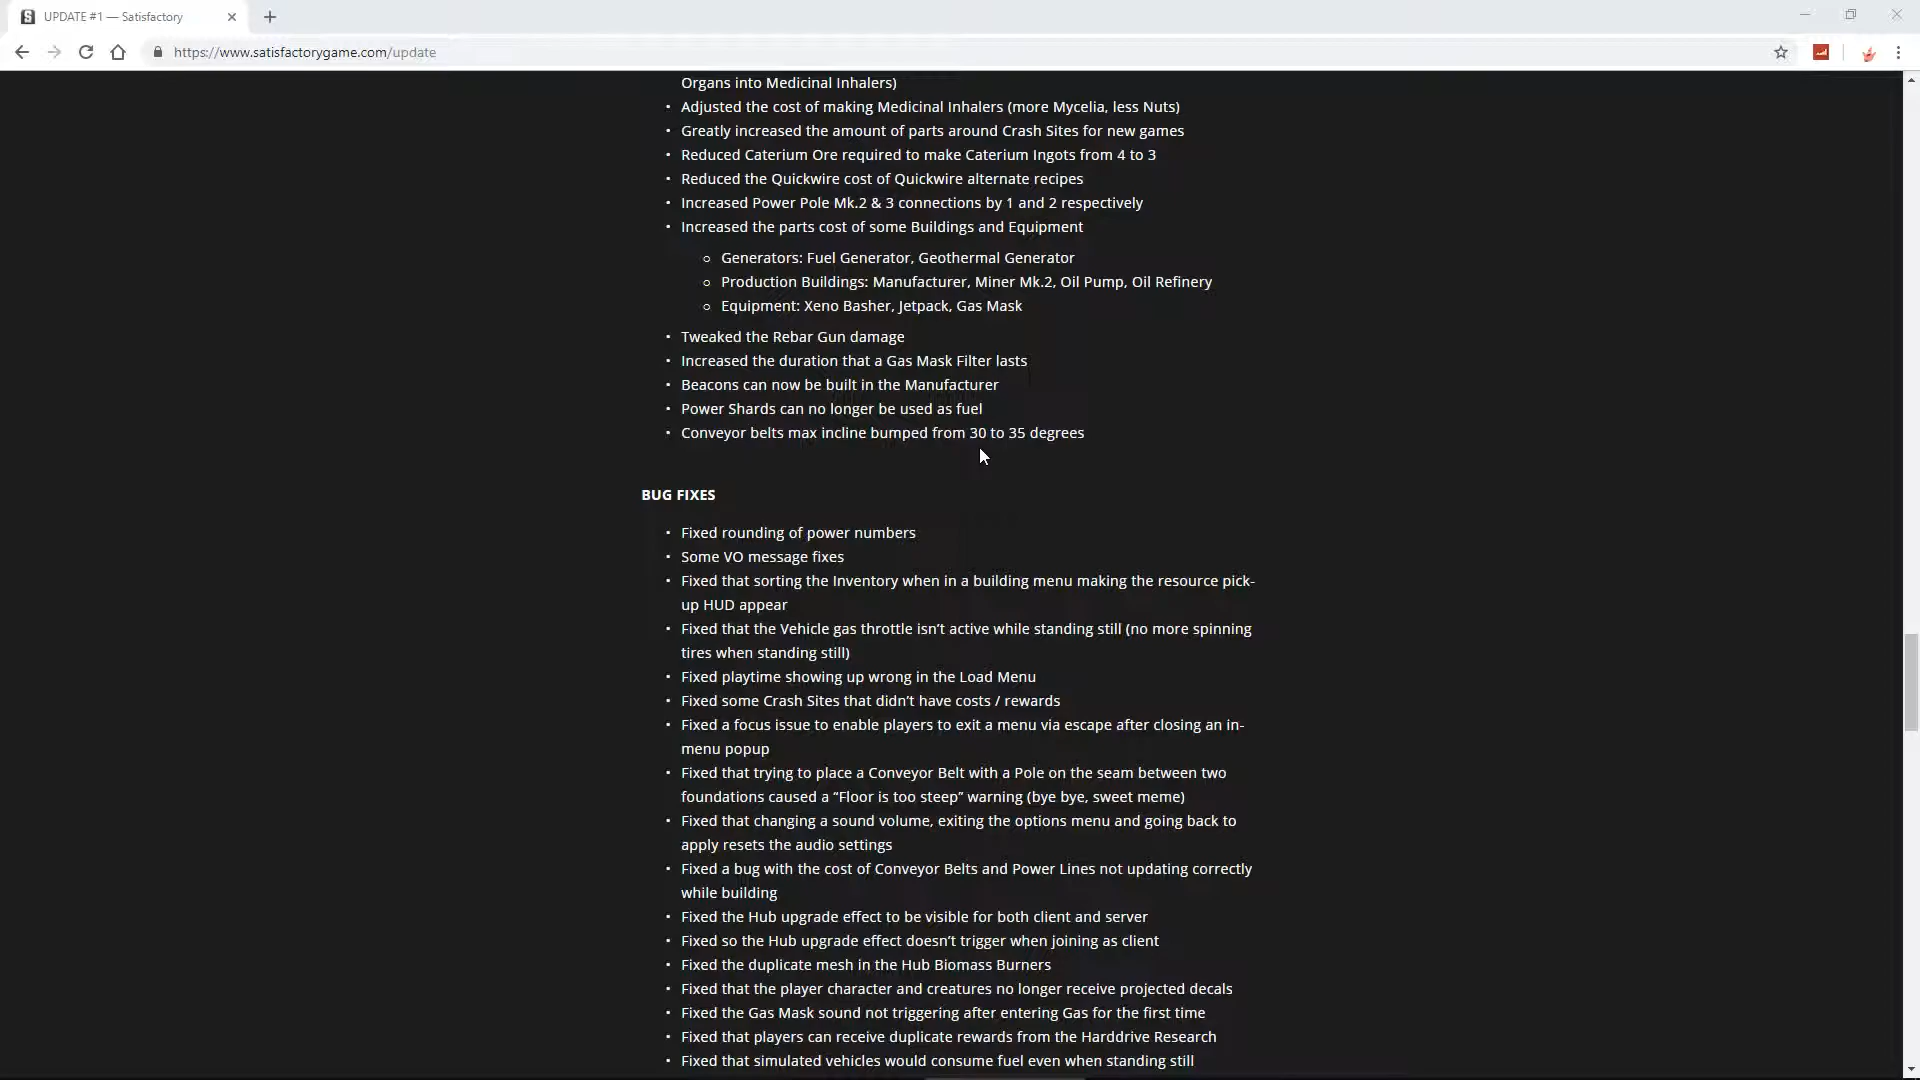 UPDATE #1 — Satisfactory
https://www.satisfactorygame.com/update
Organs into Medicinal Inhalers)
• Adjusted the cost of making Medicinal Inhalers (more Mycelia, less Nuts)
• Greatly increased the amount of parts around Crash Sites for new games
• Reduced Caterium Ore required to make Caterium Ingots from 4 to 3
• Reduced the Quickwire cost of Quickwire alternate recipes
• Increased Power Pole Mk.2 & 3 connections by 1 and 2 respectively
• Increased the parts cost of some Buildings and Equipment
○ Generators: Fuel Generator, Geothermal Generator
○ Production Buildings: Manufacturer, Miner Mk.2, Oil Pump, Oil Refinery
○ Equipment: Xeno Basher, Jetpack, Gas Mask
• Tweaked the Rebar Gun damage
• Increased the duration that a Gas Mask Filter lasts
• Beacons can now be built in the Manufacturer
• Power Shards can no longer be used as fuel
• Conveyor belts max incline bumped from 30 to 35 degrees
BUG FIXES
• Fixed rounding of power numbers
• Some VO message fixes
• Fixed that sorting the Inventory when in a building menu making the resource pick-
up HUD appear
• Fixed that the Vehicle gas throttle isn’t active while standing still (no more spinning
tires when standing still)
• Fixed playtime showing up wrong in the Load Menu
• Fixed some Crash Sites that didn’t have costs / rewards
• Fixed a focus issue to enable players to exit a menu via escape after closing an in-
menu popup
• Fixed that trying to place a Conveyor Belt with a Pole on the seam between two
foundations caused a “Floor is too steep” warning (bye bye, sweet meme)
• Fixed that changing a sound volume, exiting the options menu and going back to
apply resets the audio settings
• Fixed a bug with the cost of Conveyor Belts and Power Lines not updating correctly
while building
• Fixed the Hub upgrade effect to be visible for both client and server
• Fixed so the Hub upgrade effect doesn’t trigger when joining as client
• Fixed the duplicate mesh in the Hub Biomass Burners
• Fixed that the player character and creatures no longer receive projected decals
• Fixed the Gas Mask sound not triggering after entering Gas for the first time
• Fixed that players can receive duplicate rewards from the Harddrive Research
• Fixed that simulated vehicles would consume fuel even when standing still